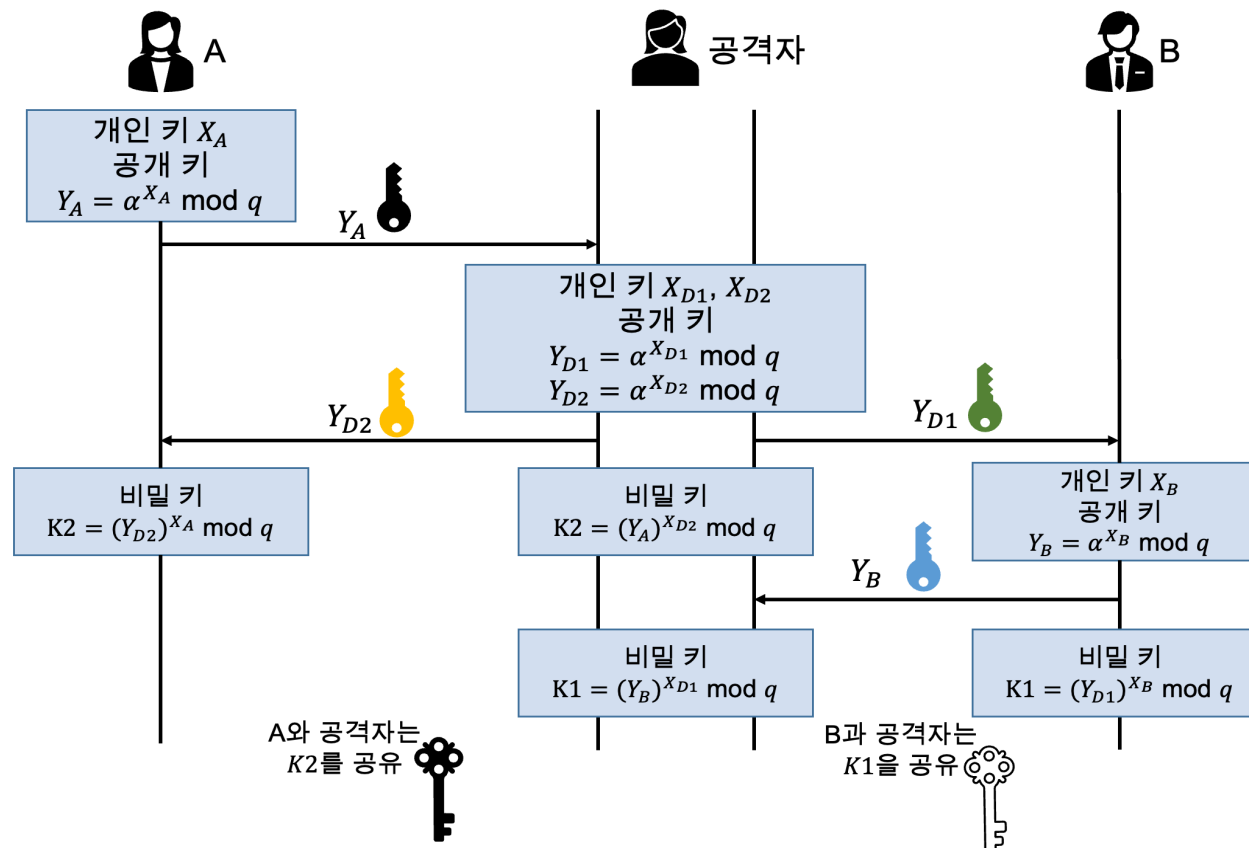 A
공격자
B
개인 키 X_A
공개 키
Y_A = α^{X_A} mod q
Y_A
개인 키 X_{D1}, X_{D2}
공개 키
Y_{D1} = α^{X_{D1}} mod q
Y_{D2} = α^{X_{D2}} mod q
Y_{D2}
Y_{D1}
비밀 키
K2 = (Y_{D2})^{X_A} mod q
비밀 키
K2 = (Y_A)^{X_{D2}} mod q
개인 키 X_B
공개 키
Y_B = α^{X_B} mod q
Y_B
비밀 키
K1 = (Y_B)^{X_{D1}} mod q
비밀 키
K1 = (Y_{D1})^{X_B} mod q
A와 공격자는
K2를 공유
B과 공격자는
K1을 공유